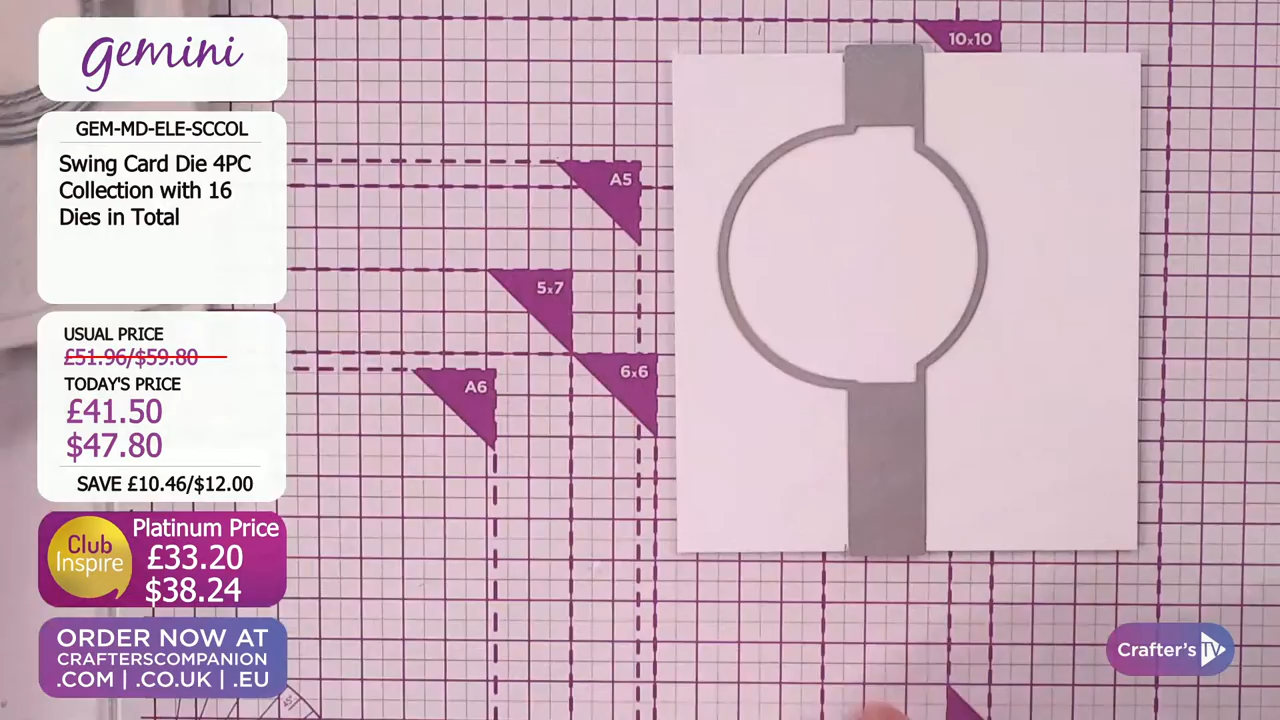 gemini
GEM-MD-ELE-SCCOL
Swing Card Die 4PC
Collection with 16
Dies in Total
USUAL PRICE
£51.96/$59.80
TODAY'S PRICE
£41.50
$47.80
SAVE £10.46/$12.00
Club
Inspire
Platinum Price
£33.20
$38.24
ORDER NOW AT
CRAFTERSCOMPANION
.COM | .CO.UK | .EU
10x10
A5
5x7
6x6
A6
45°
Crafter's TV